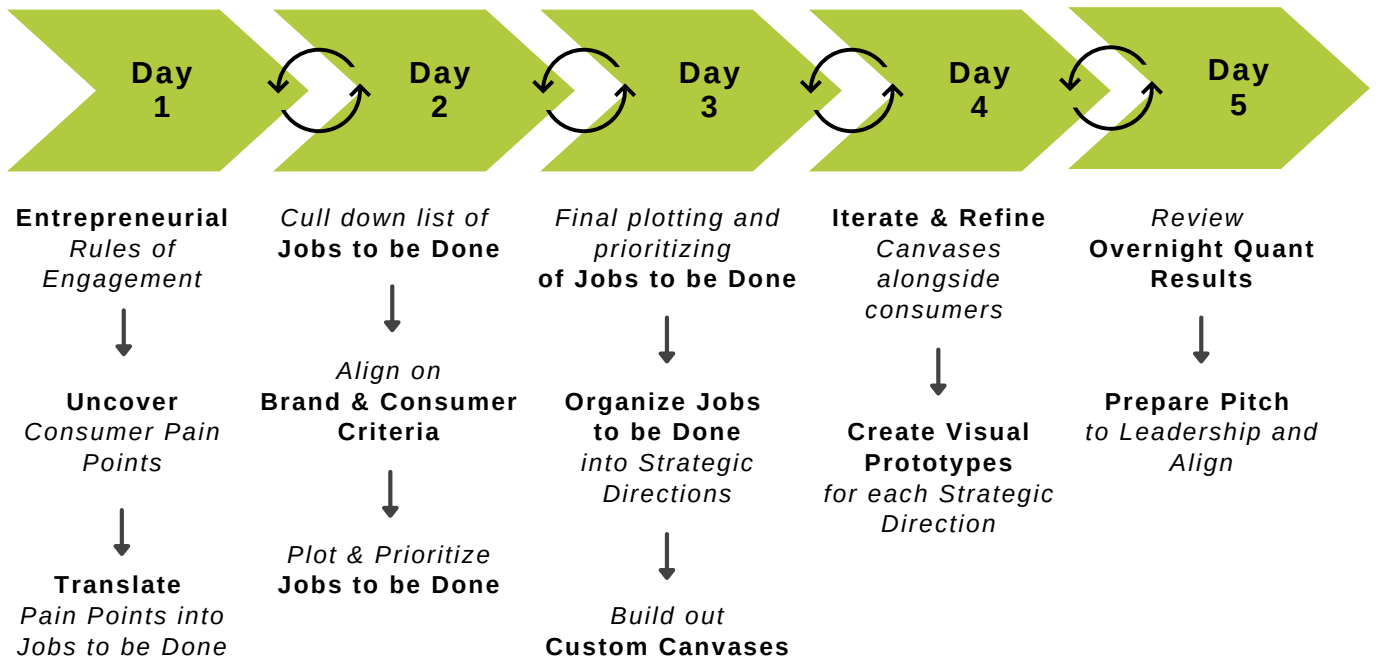 Day
1
Day
2
Day
3
Day
4
Day
5
Entrepreneurial
Rules of
Engagement
Uncover
Consumer Pain
Points
Translate
Pain Points into
Jobs to be Done
Cull down list of
Jobs to be Done
Align on
Brand & Consumer
Criteria
Plot & Prioritize
Jobs to be Done
Final plotting and
prioritizing
of Jobs to be Done
Organize Jobs
to be Done
into Strategic
Directions
Build out
Custom Canvases
Iterate & Refine
Canvases
alongside
consumers
Create Visual
Prototypes
for each Strategic
Direction
Review
Overnight Quant
Results
Prepare Pitch
to Leadership and
Align